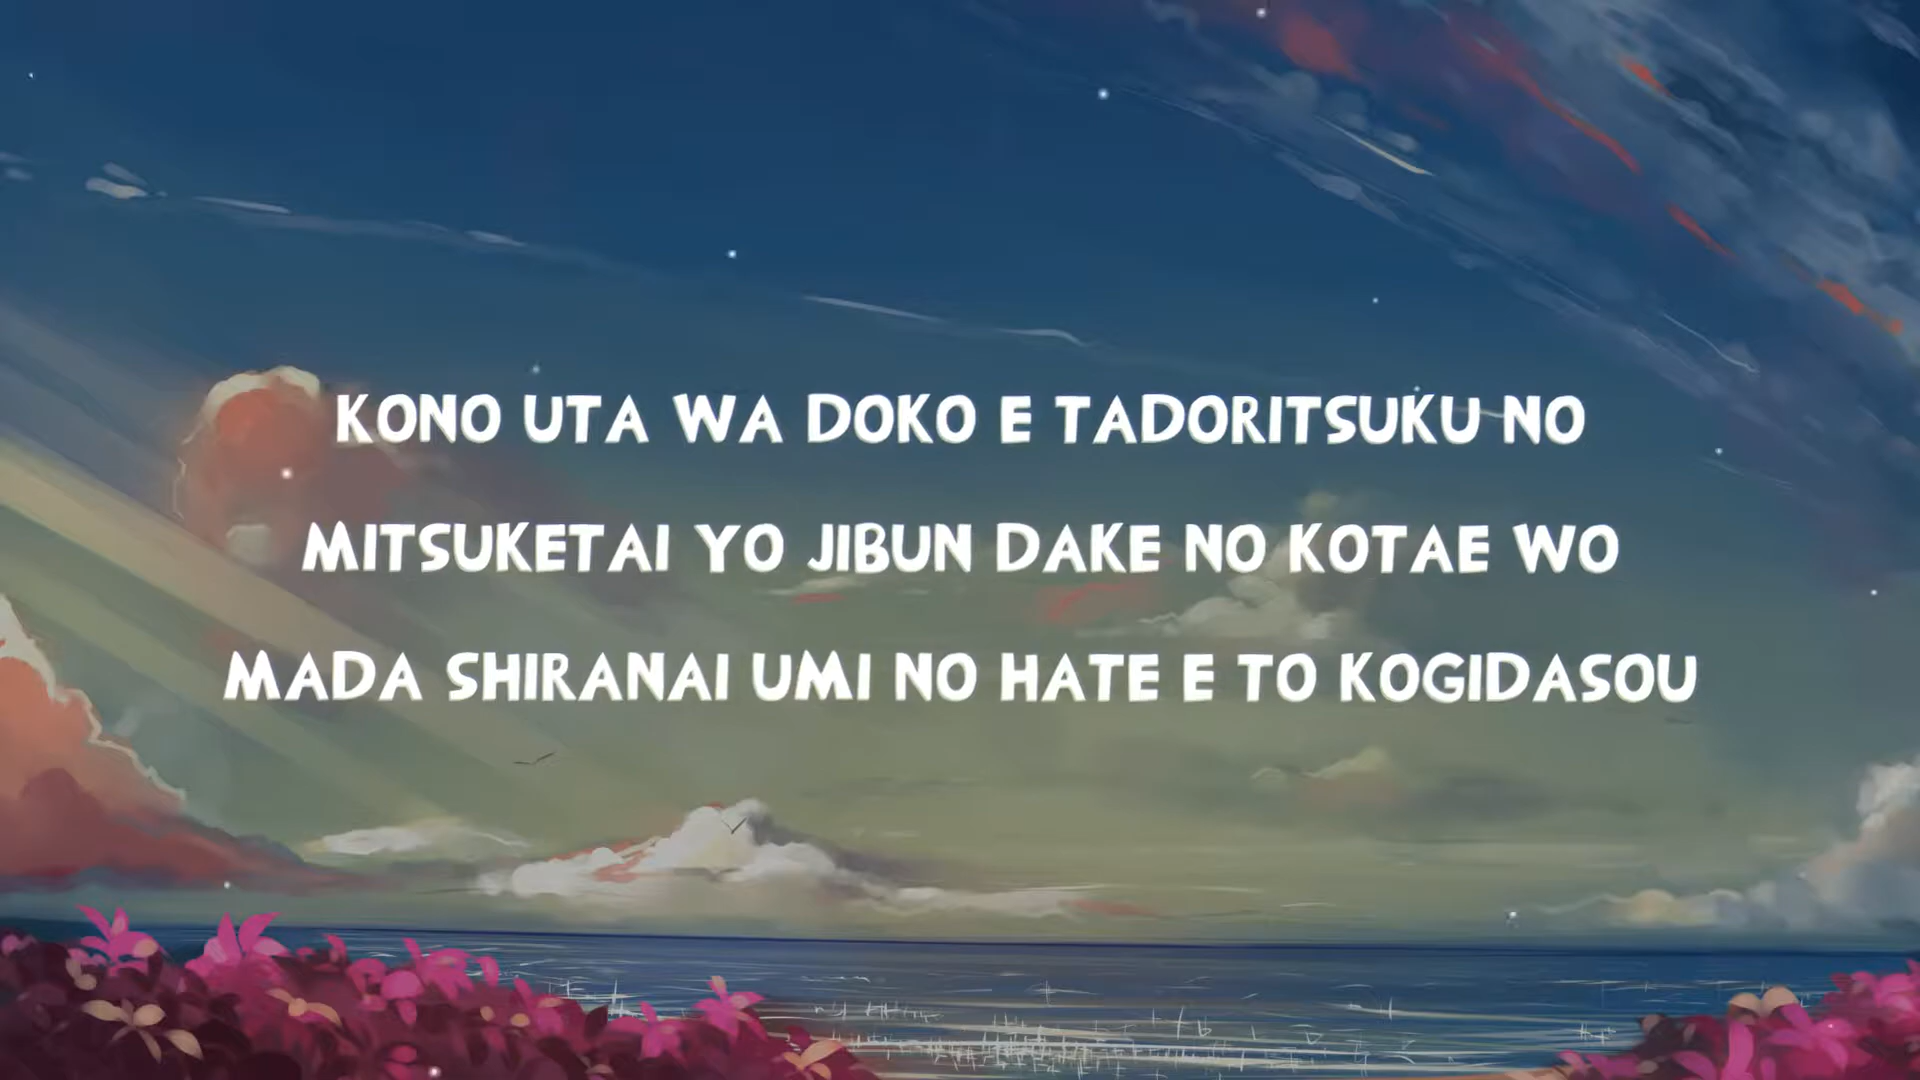 KONO UTA WA DOKO E TADORITSUKU NO
MITSUKETAI YO JIBUN DAKE NO KOTAE WO
MADA SHIRANAI UMI NO HATE E TO KOGIDASOU